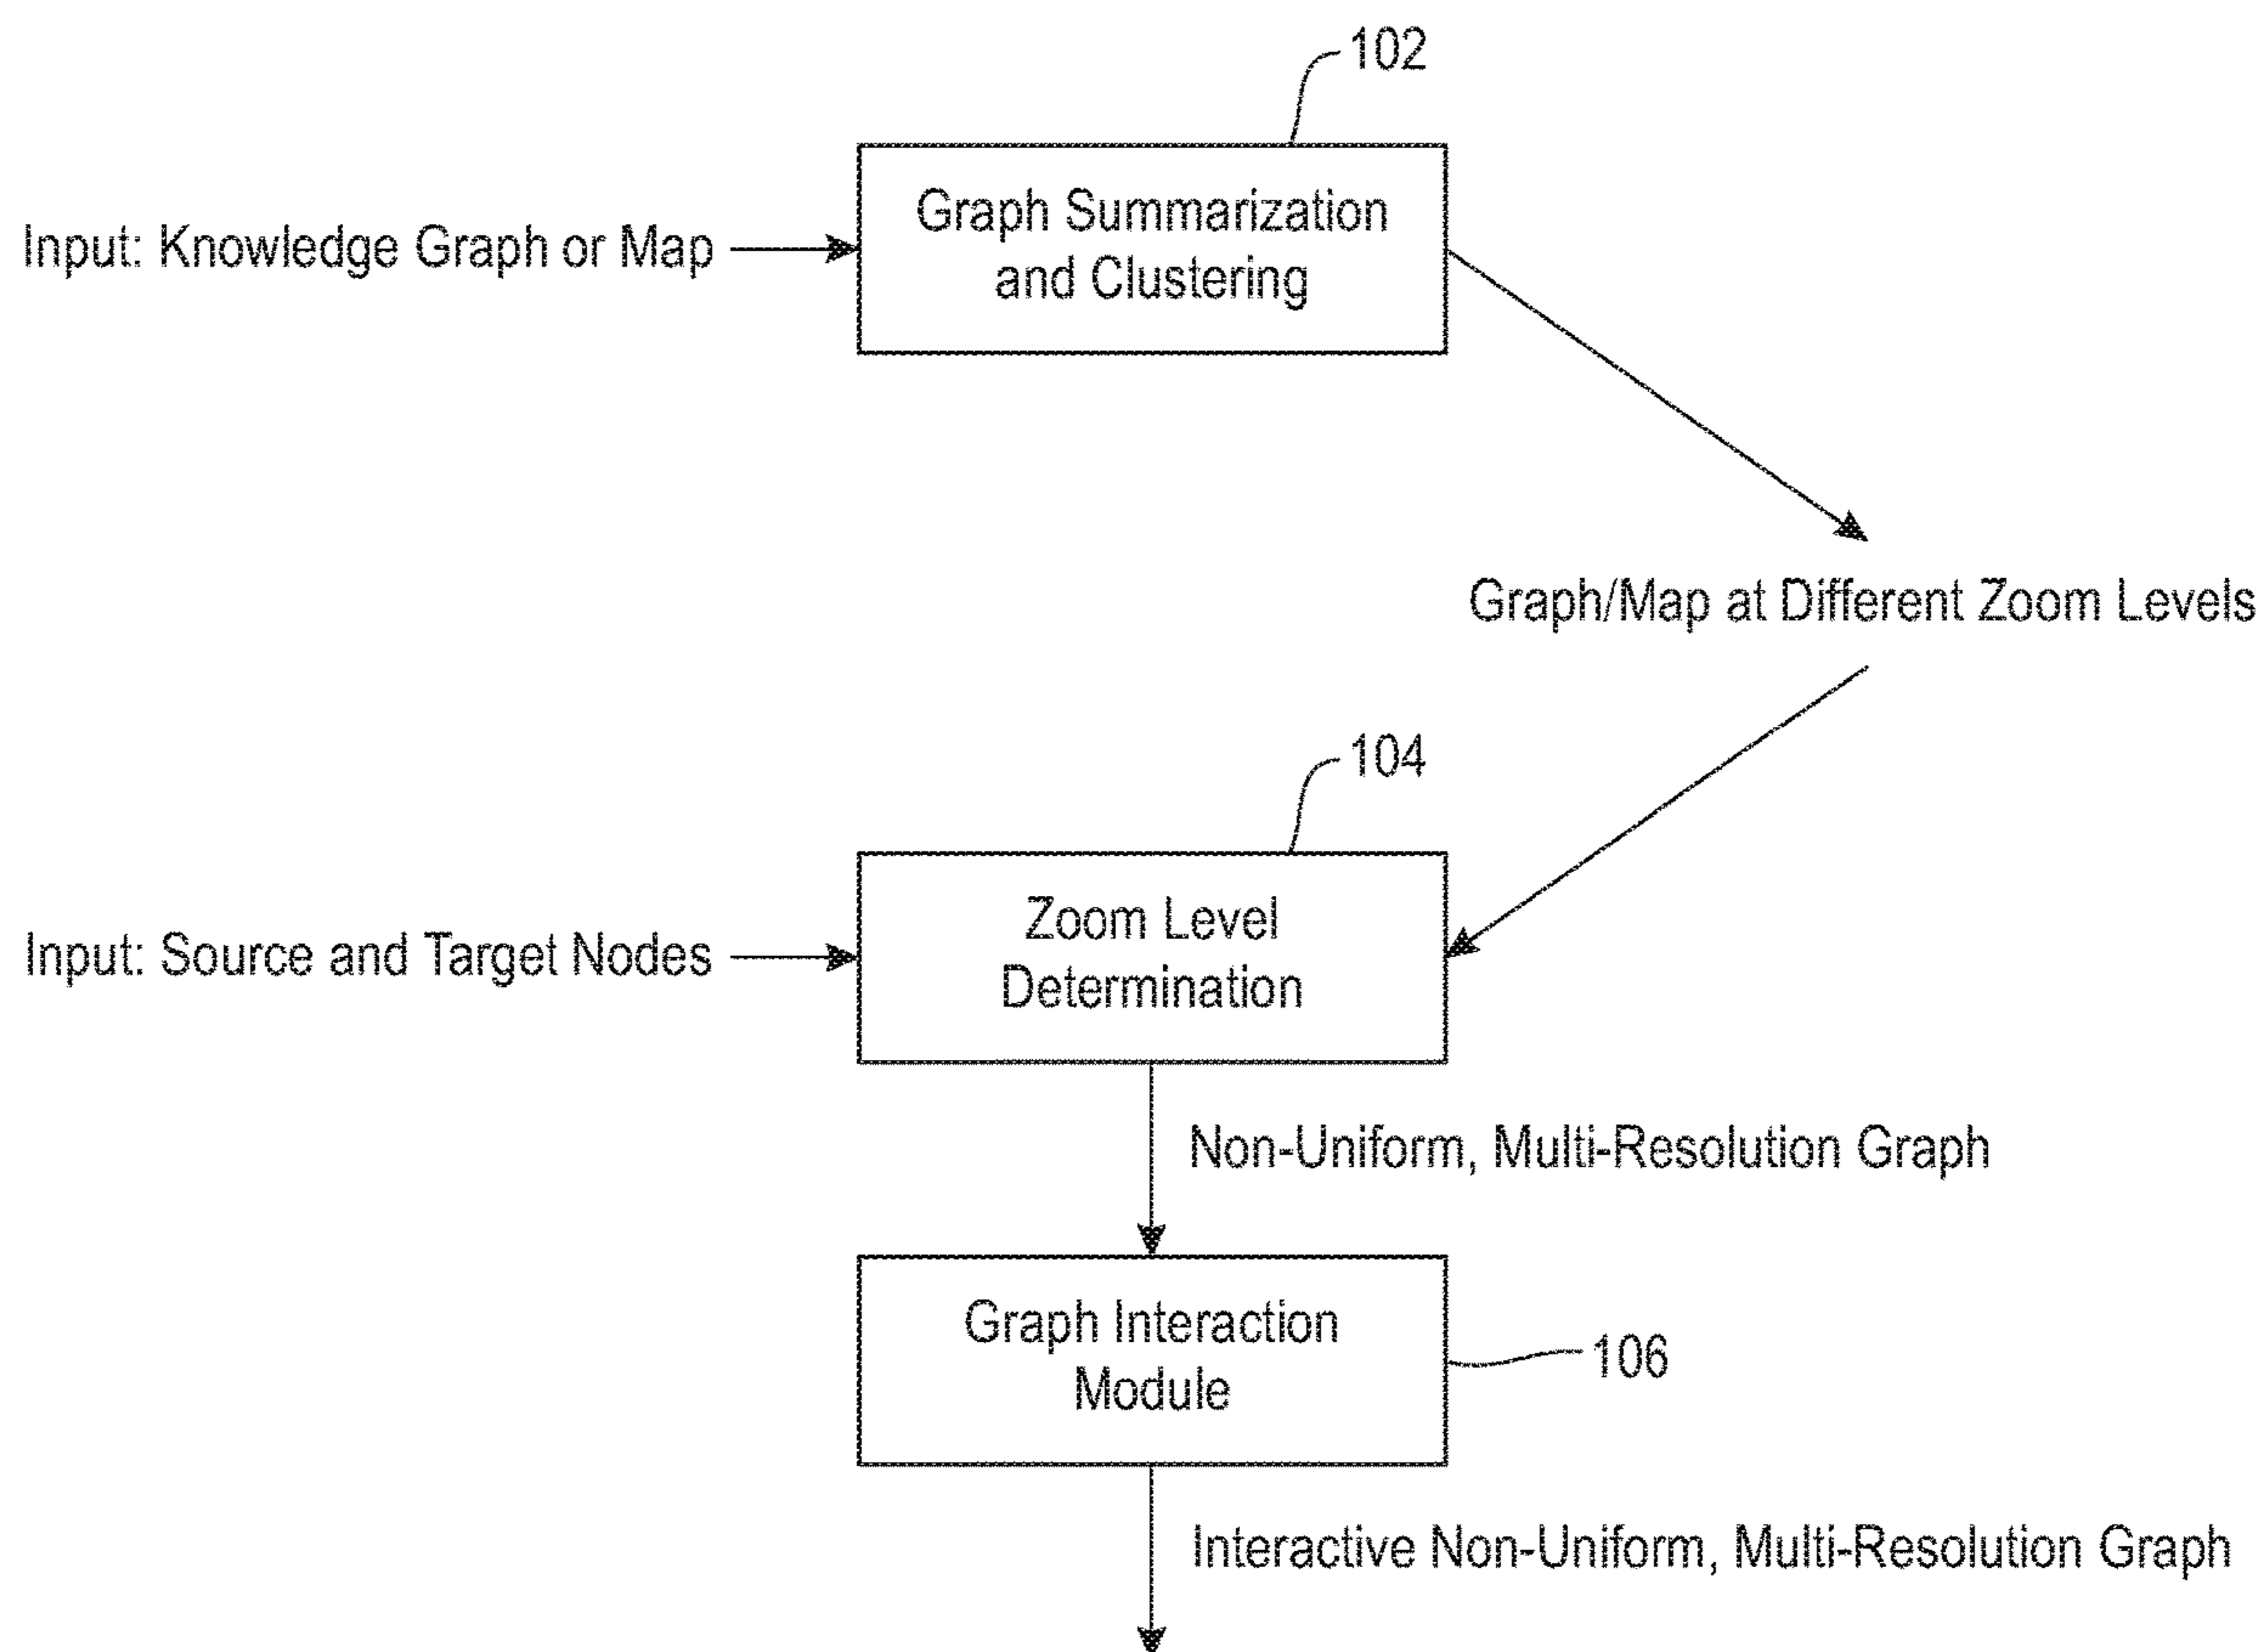 102
Input: Knowledge Graph or Map
Graph Summarization
and Clustering
Graph/Map at Different Zoom Levels
104
Input: Source and Target Nodes
Zoom Level
Determination
Non-Uniform, Multi-Resolution Graph
Graph Interaction
Module
106
Interactive Non-Uniform, Multi-Resolution Graph